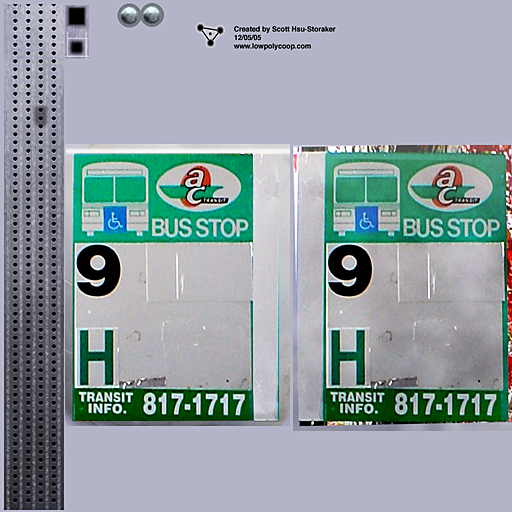 Created by Scott Hsu-Storaker
12/05/05
www.lowpolycoop.com
ac TRANSIT
BUS STOP
9
H
TRANSIT INFO. 817-1717
ac TRANSIT
BUS STOP
9
H
TRANSIT INFO. 817-1717